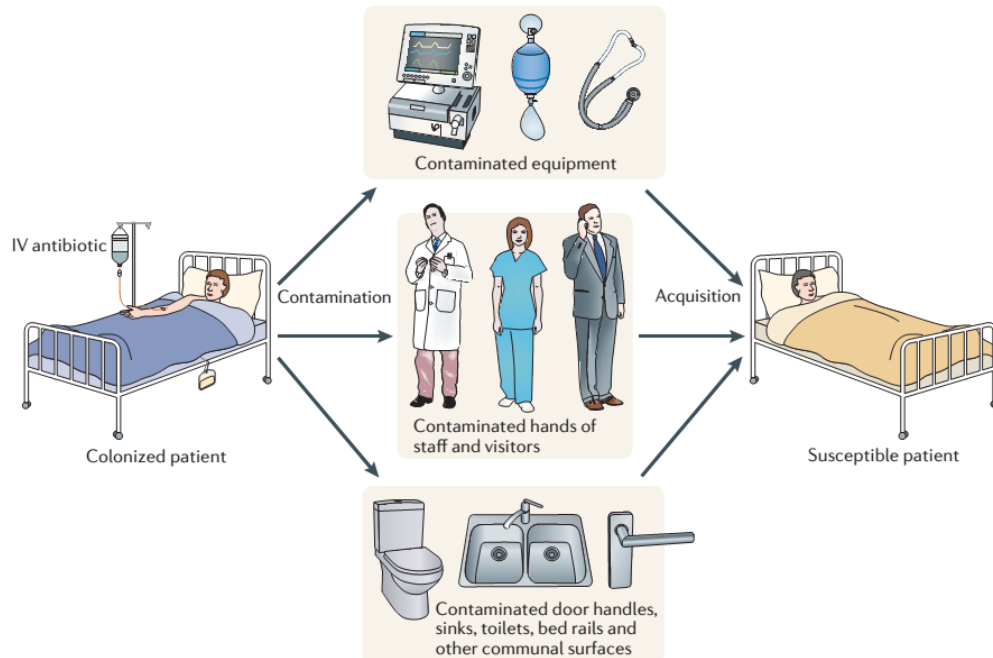 Contaminated equipment
IV antibiotic
Contamination
Acquisition
Contaminated hands of
staff and visitors
Colonized patient
Susceptible patient
Contaminated door handles,
sinks, toilets, bed rails and
other communal surfaces